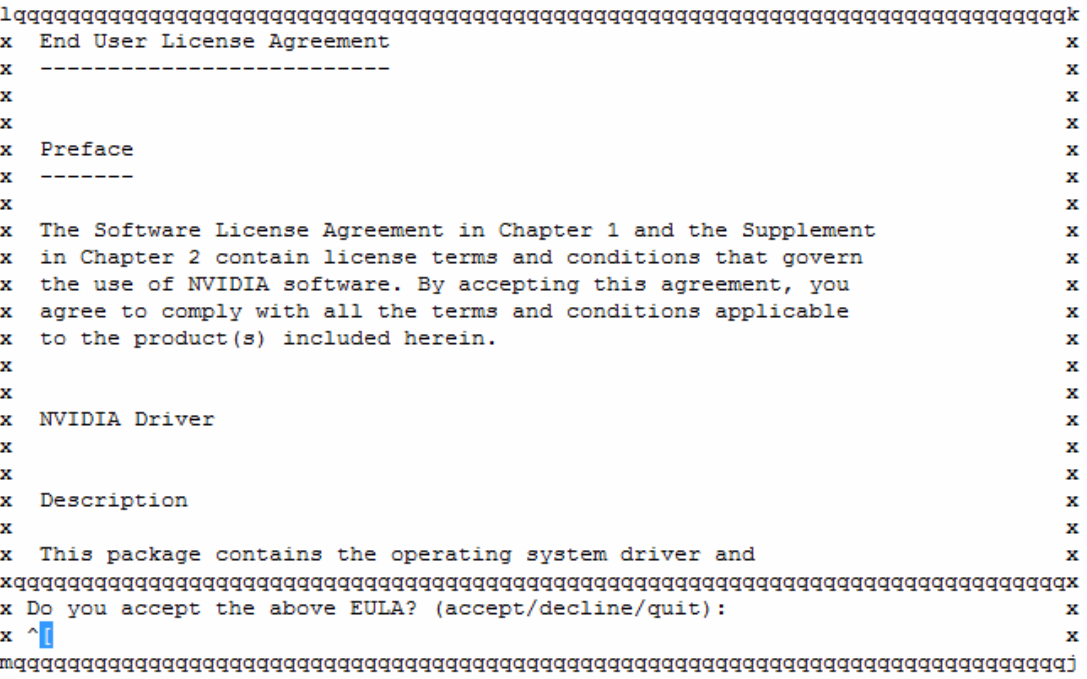 lqqqqqqqqqqqqqqqqqqqqqqqqqqqqqqqqqqqqqqqqqqqqqqqqqqqqqqqqqqqqqqqqqqqqqqqqqqqqqqk
x  End User License Agreement                                                  x
x  --------------------------                                                  x
x                                                                              x
x                                                                              x
x  Preface                                                                     x
x  -------                                                                     x
x                                                                              x
x  The Software License Agreement in Chapter 1 and the Supplement              x
x  in Chapter 2 contain license terms and conditions that govern               x
x  the use of NVIDIA software. By accepting this agreement, you                x
x  agree to comply with all the terms and conditions applicable                x
x  to the product(s) included herein.                                          x
x                                                                              x
x                                                                              x
x  NVIDIA Driver                                                               x
x                                                                              x
x                                                                              x
x  Description                                                                 x
x                                                                              x
x  This package contains the operating system driver and                       x
xqqqqqqqqqqqqqqqqqqqqqqqqqqqqqqqqqqqqqqqqqqqqqqqqqqqqqqqqqqqqqqqqqqqqqqqqqqqqqqx
x Do you accept the above EULA? (accept/decline/quit):                         x
x ^[                                                                           x
mqqqqqqqqqqqqqqqqqqqqqqqqqqqqqqqqqqqqqqqqqqqqqqqqqqqqqqqqqqqqqqqqqqqqqqqqqqqqqqj